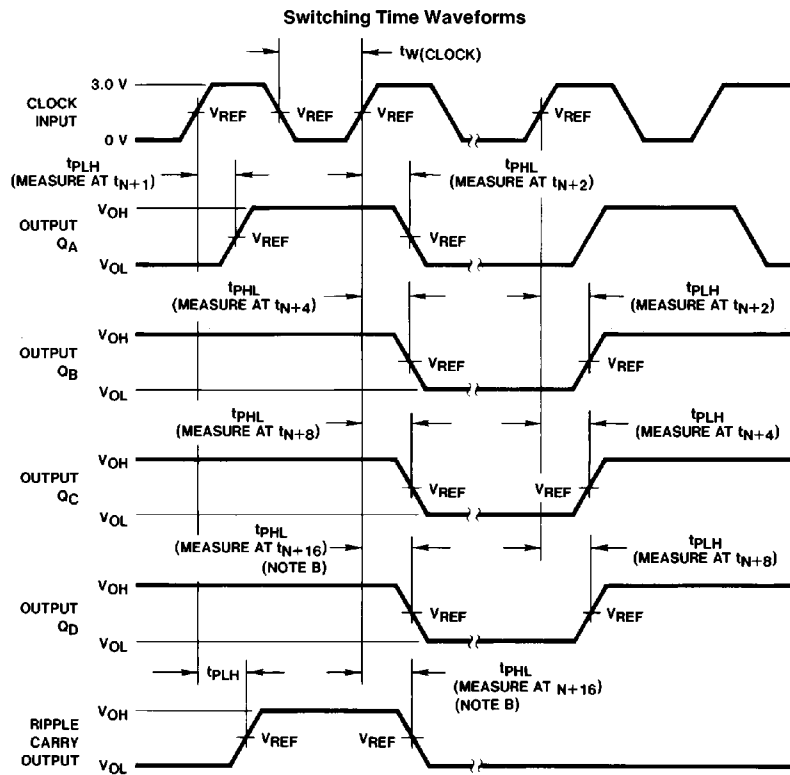 Switching Time Waveforms
tW(CLOCK)
3.0 V
CLOCK
INPUT
VREF
VREF
VREF
VREF
0 V
tPLH
(MEASURE AT tN+1)
tPHL
(MEASURE AT tN+2)
VOH
OUTPUT
QA
VREF
VREF
VOL
tPHL
(MEASURE AT tN+4)
tPLH
(MEASURE AT tN+2)
VOH
OUTPUT
QB
VREF
VREF
VOL
tPHL
(MEASURE AT tN+8)
tPLH
(MEASURE AT tN+4)
VOH
OUTPUT
QC
VREF
VREF
VOL
tPHL
(MEASURE AT tN+16)
(NOTE B)
tPLH
(MEASURE AT tN+8)
VOH
OUTPUT
QD
VREF
VREF
VOL
tPLH
tPHL
(MEASURE AT N+16)
(NOTE B)
VOH
RIPPLE
CARRY
OUTPUT
VREF
VREF
VOL